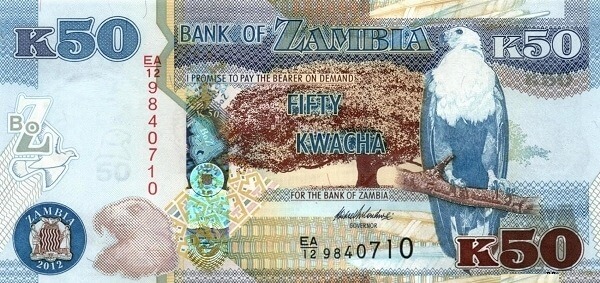 K50
BANK OF ZAMBIA
K50
I PROMISE TO PAY THE BEARER ON DEMAND
EA/12 9840710
FIFTY
KWACHA
BoZ
FOR THE BANK OF ZAMBIA
GOVERNOR
ZAMBIA
2012
EA/12 9840710
K50